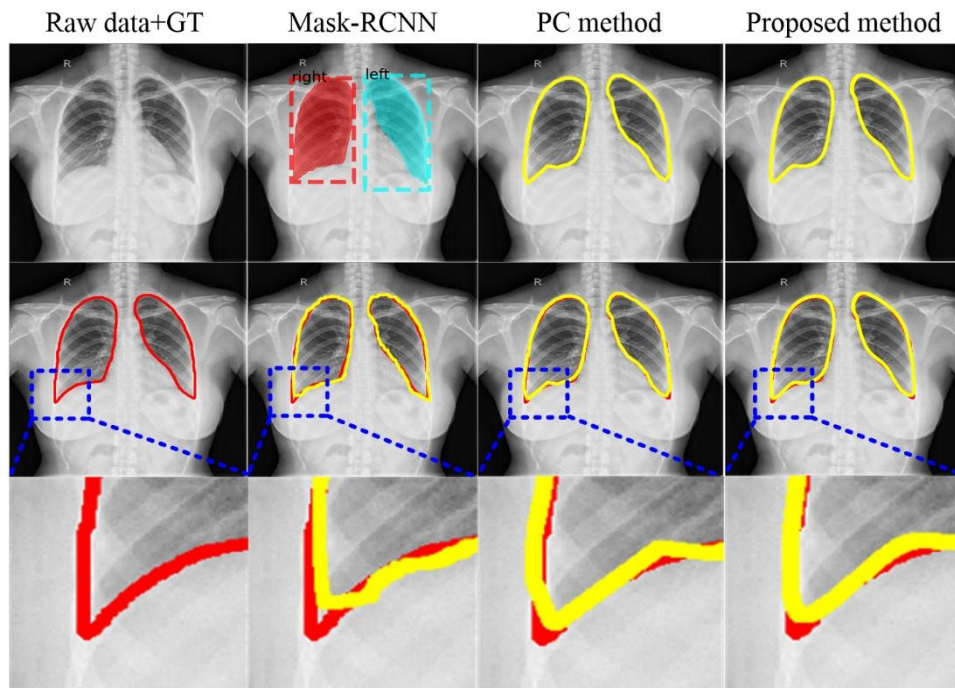 Raw data+GT
Mask-RCNN
PC method
Proposed method
R
R
right
left
R
R
R
R
R
R